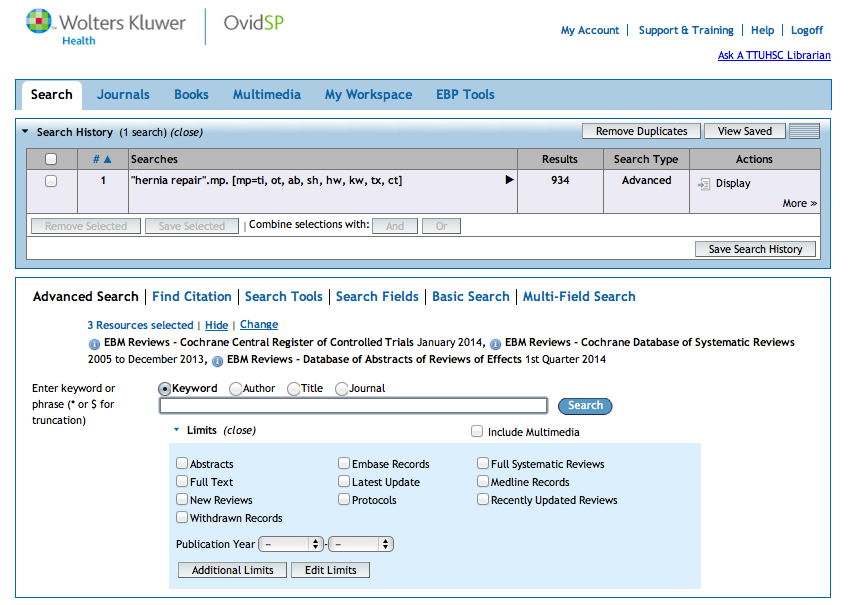 Wolters Kluwer
Health
OvidSP
My Account | Support & Training | Help | Logoff
Ask A TTUHSC Librarian
Search Journals Books Multimedia My Workspace EBP Tools
Search History (1 search) (close) Remove Duplicates View Saved
# ▲ Searches Results Search Type Actions
1 "hernia repair".mp. [mp=ti, ot, ab, sh, hw, kw, tx, ct] 934 Advanced Display
More »
Remove Selected Save Selected | Combine selections with: And Or
Save Search History
Advanced Search | Find Citation | Search Tools | Search Fields | Basic Search | Multi-Field Search
3 Resources selected | Hide | Change
EBM Reviews - Cochrane Central Register of Controlled Trials January 2014, EBM Reviews - Cochrane Database of Systematic Reviews
2005 to December 2013, EBM Reviews - Database of Abstracts of Reviews of Effects 1st Quarter 2014
Enter keyword or
phrase (* or $ for
truncation)
Keyword Author Title Journal
Search
Limits (close) Include Multimedia
Abstracts Embase Records Full Systematic Reviews
Full Text Latest Update Medline Records
New Reviews Protocols Recently Updated Reviews
Withdrawn Records
Publication Year - - -
Additional Limits Edit Limits